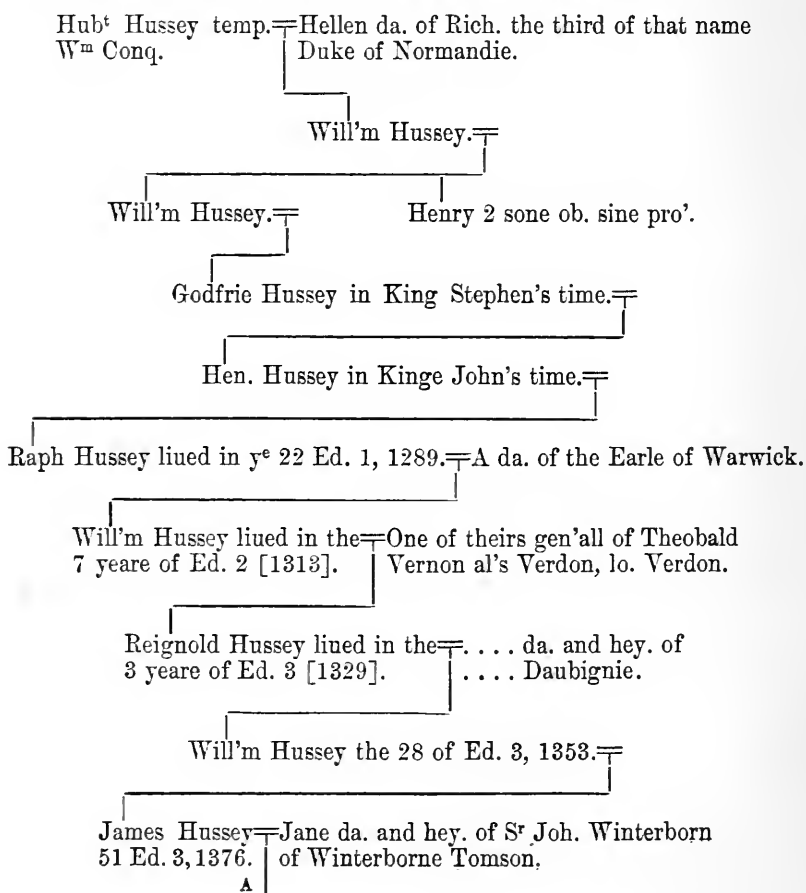 Hubᵗ Hussey temp.=Hellen da. of Rich. the third of that name
Wᵐ Conq. Duke of Normandie.
Will'm Hussey.=
Will'm Hussey.= Henry 2 sone ob. sine pro'.
Godfrie Hussey in King Stephen's time.=
Hen. Hussey in Kinge John's time.=
Raph Hussey liued in yᵉ 22 Ed. 1, 1289.=A da. of the Earle of Warwick.
Will'm Hussey liued in the=One of theirs gen'all of Theobald
7 yeare of Ed. 2 [1313]. Vernon al's Verdon, lo. Verdon.
Reignold Hussey liued in the=.... da. and hey. of
3 yeare of Ed. 3 [1329]. .... Daubignie.
Will'm Hussey the 28 of Ed. 3, 1353.=
James Hussey=Jane da. and hey. of Sʳ Joh. Winterborn
51 Ed. 3, 1376. of Winterborne Tomson.
A